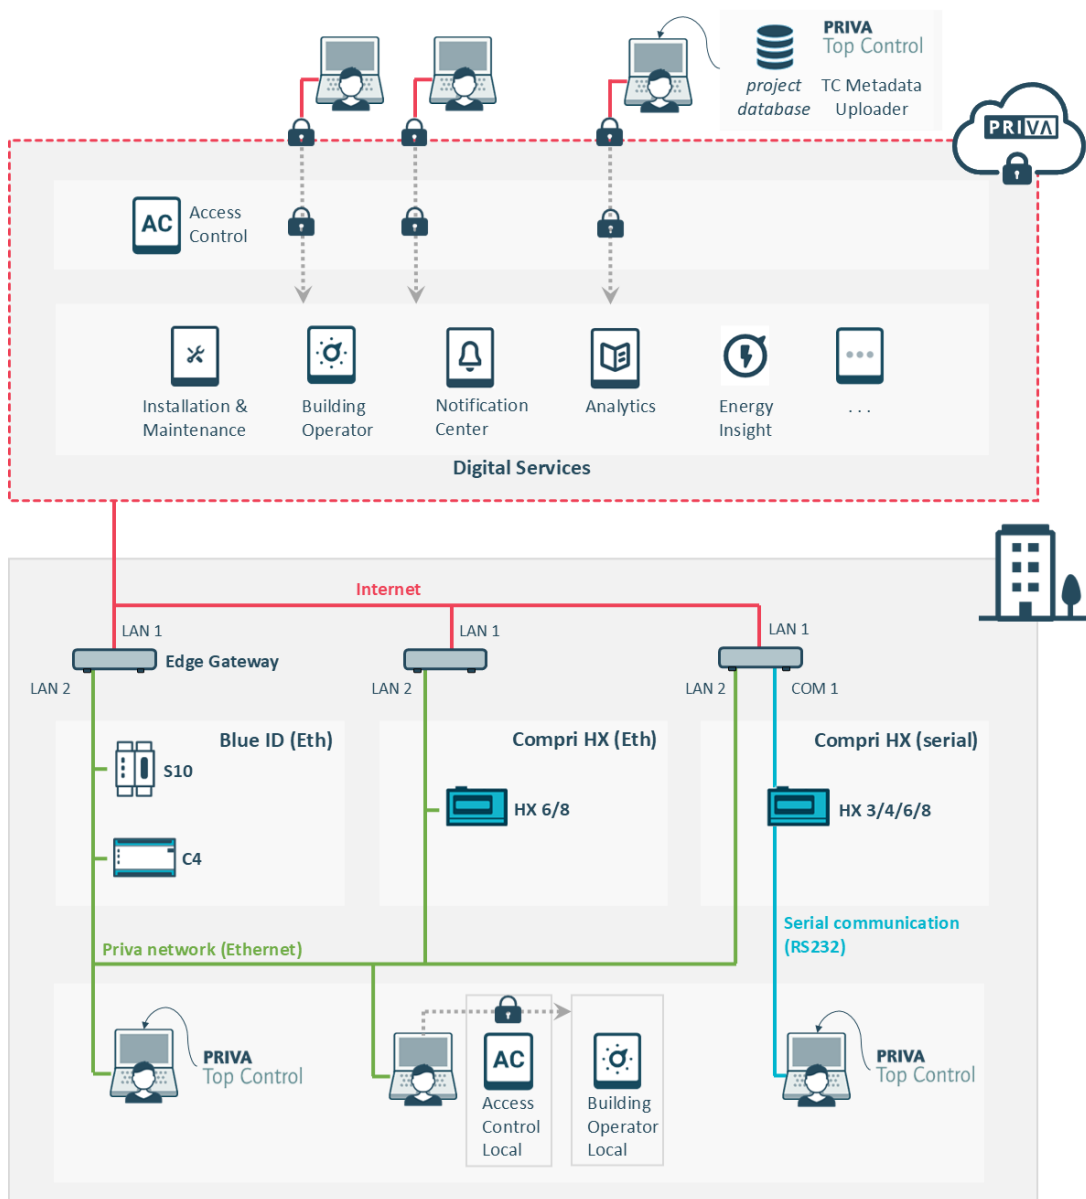 PRIVA
Top Control
project
database
TC Metadata
Uploader
PRIVA
AC
Access
Control
Installation &
Maintenance
Building
Operator
Notification
Center
Analytics
Energy
Insight
. . .
Digital Services
Internet
LAN 1
LAN 1
LAN 1
Edge Gateway
LAN 2
LAN 2
LAN 2
COM 1
Blue ID (Eth)
Compri HX (Eth)
Compri HX (serial)
S10
HX 6/8
HX 3/4/6/8
C4
Serial communication
(RS232)
Priva network (Ethernet)
PRIVA
Top Control
AC
Access
Control
Local
Building
Operator
Local
PRIVA
Top Control